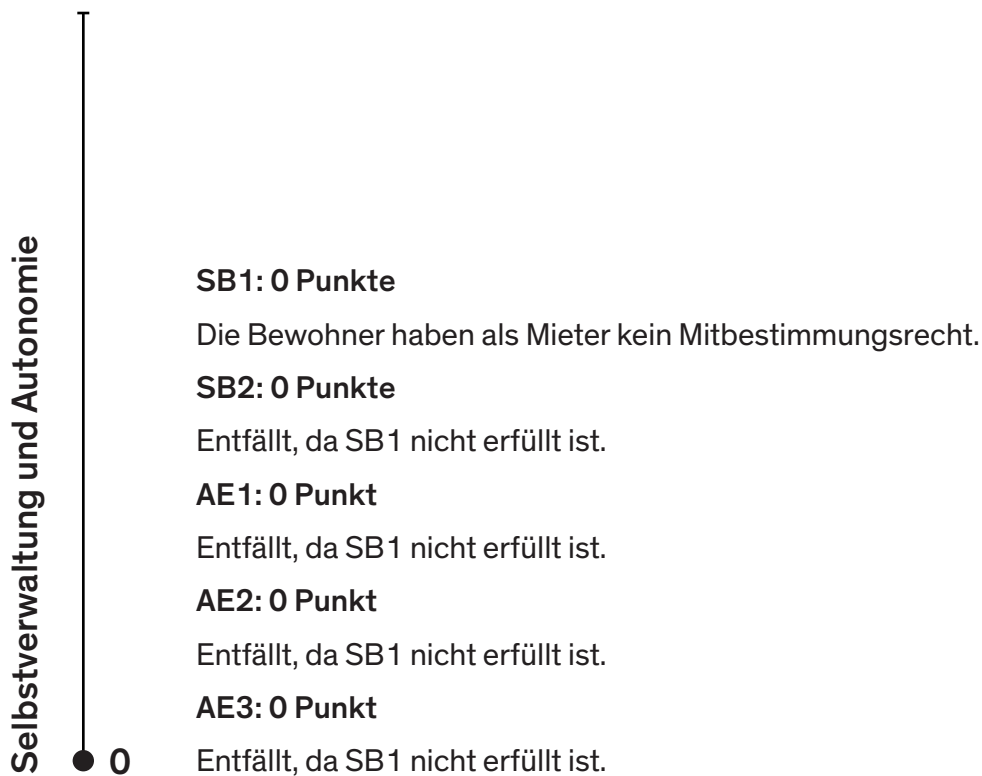 Selbstverwaltung und Autonomie
SB1: 0 Punkte
Die Bewohner haben als Mieter kein Mitbestimmungsrecht.
SB2: 0 Punkte
Entfällt, da SB1 nicht erfüllt ist.
AE1: 0 Punkt
Entfällt, da SB1 nicht erfüllt ist.
AE2: 0 Punkt
Entfällt, da SB1 nicht erfüllt ist.
AE3: 0 Punkt
0
Entfällt, da SB1 nicht erfüllt ist.